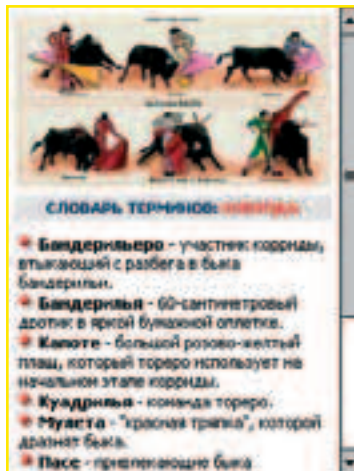 СЛОВАРЬ ТЕРМИНОВ: КОРРИДА
Бандерильеро - участник корриды,
втыкающий с разбега в быка
бандерильи.
Бандерилья - 60-сантиметровый
дротик в яркой бумажной оплетке.
Капоте - большой розово-желтый
плащ, который тореро использует на
начальном этапе корриды.
Куадрилья - команда тореро.
Мулета - "красная тряпка", которой
дразнят быка.
Пасе - привлекающие быка